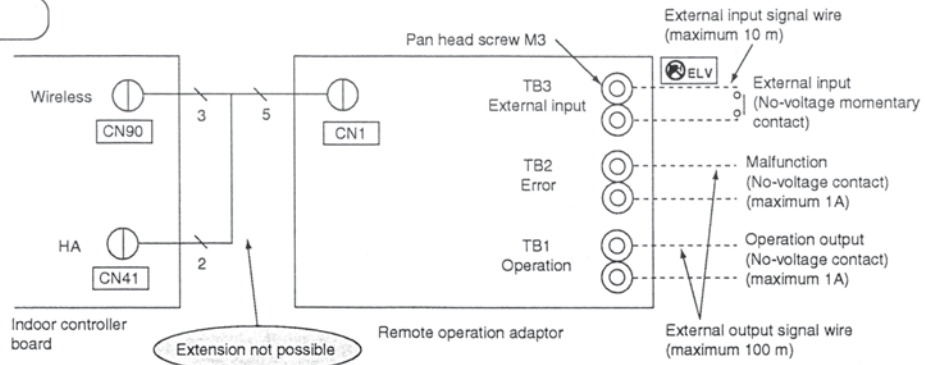 External input signal wire
(maximum 10 m)
Pan head screw M3
ELV
Wireless
CN90
3
5
CN1
TB3
External input
External input
(No-voltage momentary
contact)
TB2
Error
Malfunction
(No-voltage contact)
(maximum 1A)
HA
CN41
2
TB1
Operation
Operation output
(No-voltage contact)
(maximum 1A)
Indoor controller
board
Extension not possible
Remote operation adaptor
External output signal wire
(maximum 100 m)